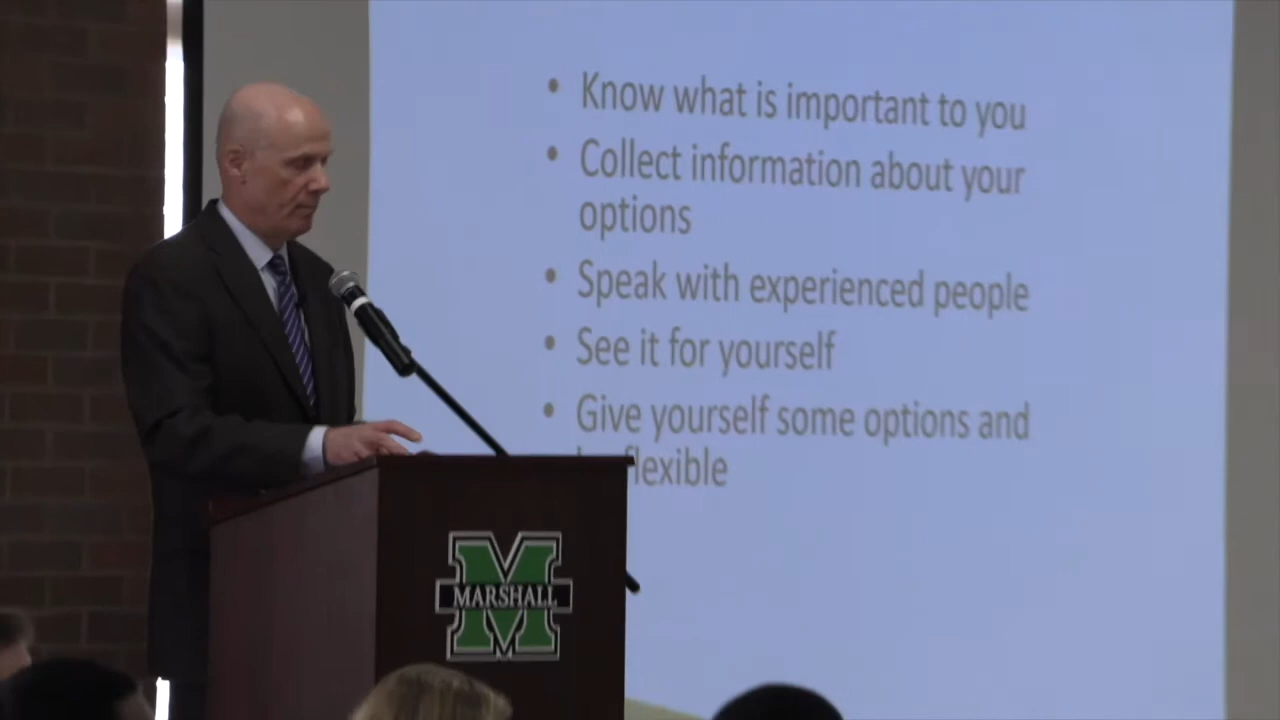 • Know what is important to you
• Collect information about your
options
• Speak with experienced people
• See it for yourself
• Give yourself some options and
flexible
MARSHALL